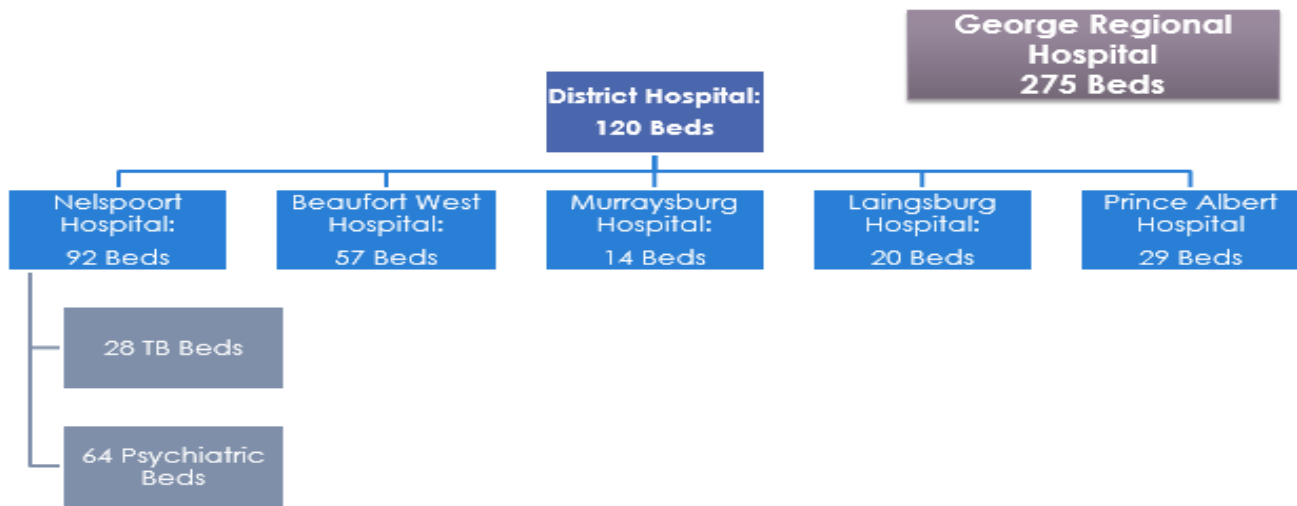 George Regional
Hospital
275 Beds
District Hospital:
120 Beds
Nelspoort
Hospital:
92 Beds
Beaufort West
Hospital:
57 Beds
Murraysburg
Hospital:
14 Beds
Laingsburg
Hospital:
20 Beds
Prince Albert
Hospital
29 Beds
28 TB Beds
64 Psychiatric
Beds